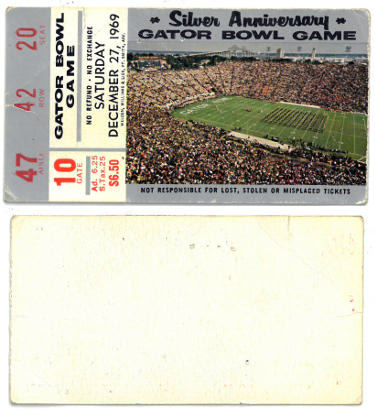 Silver Anniversary
GATOR BOWL GAME
NOT RESPONSIBLE FOR LOST, STOLEN OR MISPLACED TICKETS
20 SEAT
42 ROW
47 AISLE
GATOR BOWL
GAME
10 GATE
NO REFUND - NO EXCHANGE
SATURDAY
DECEMBER 27, 1969
Ad. 6.25
S.Tax.25
$6.50